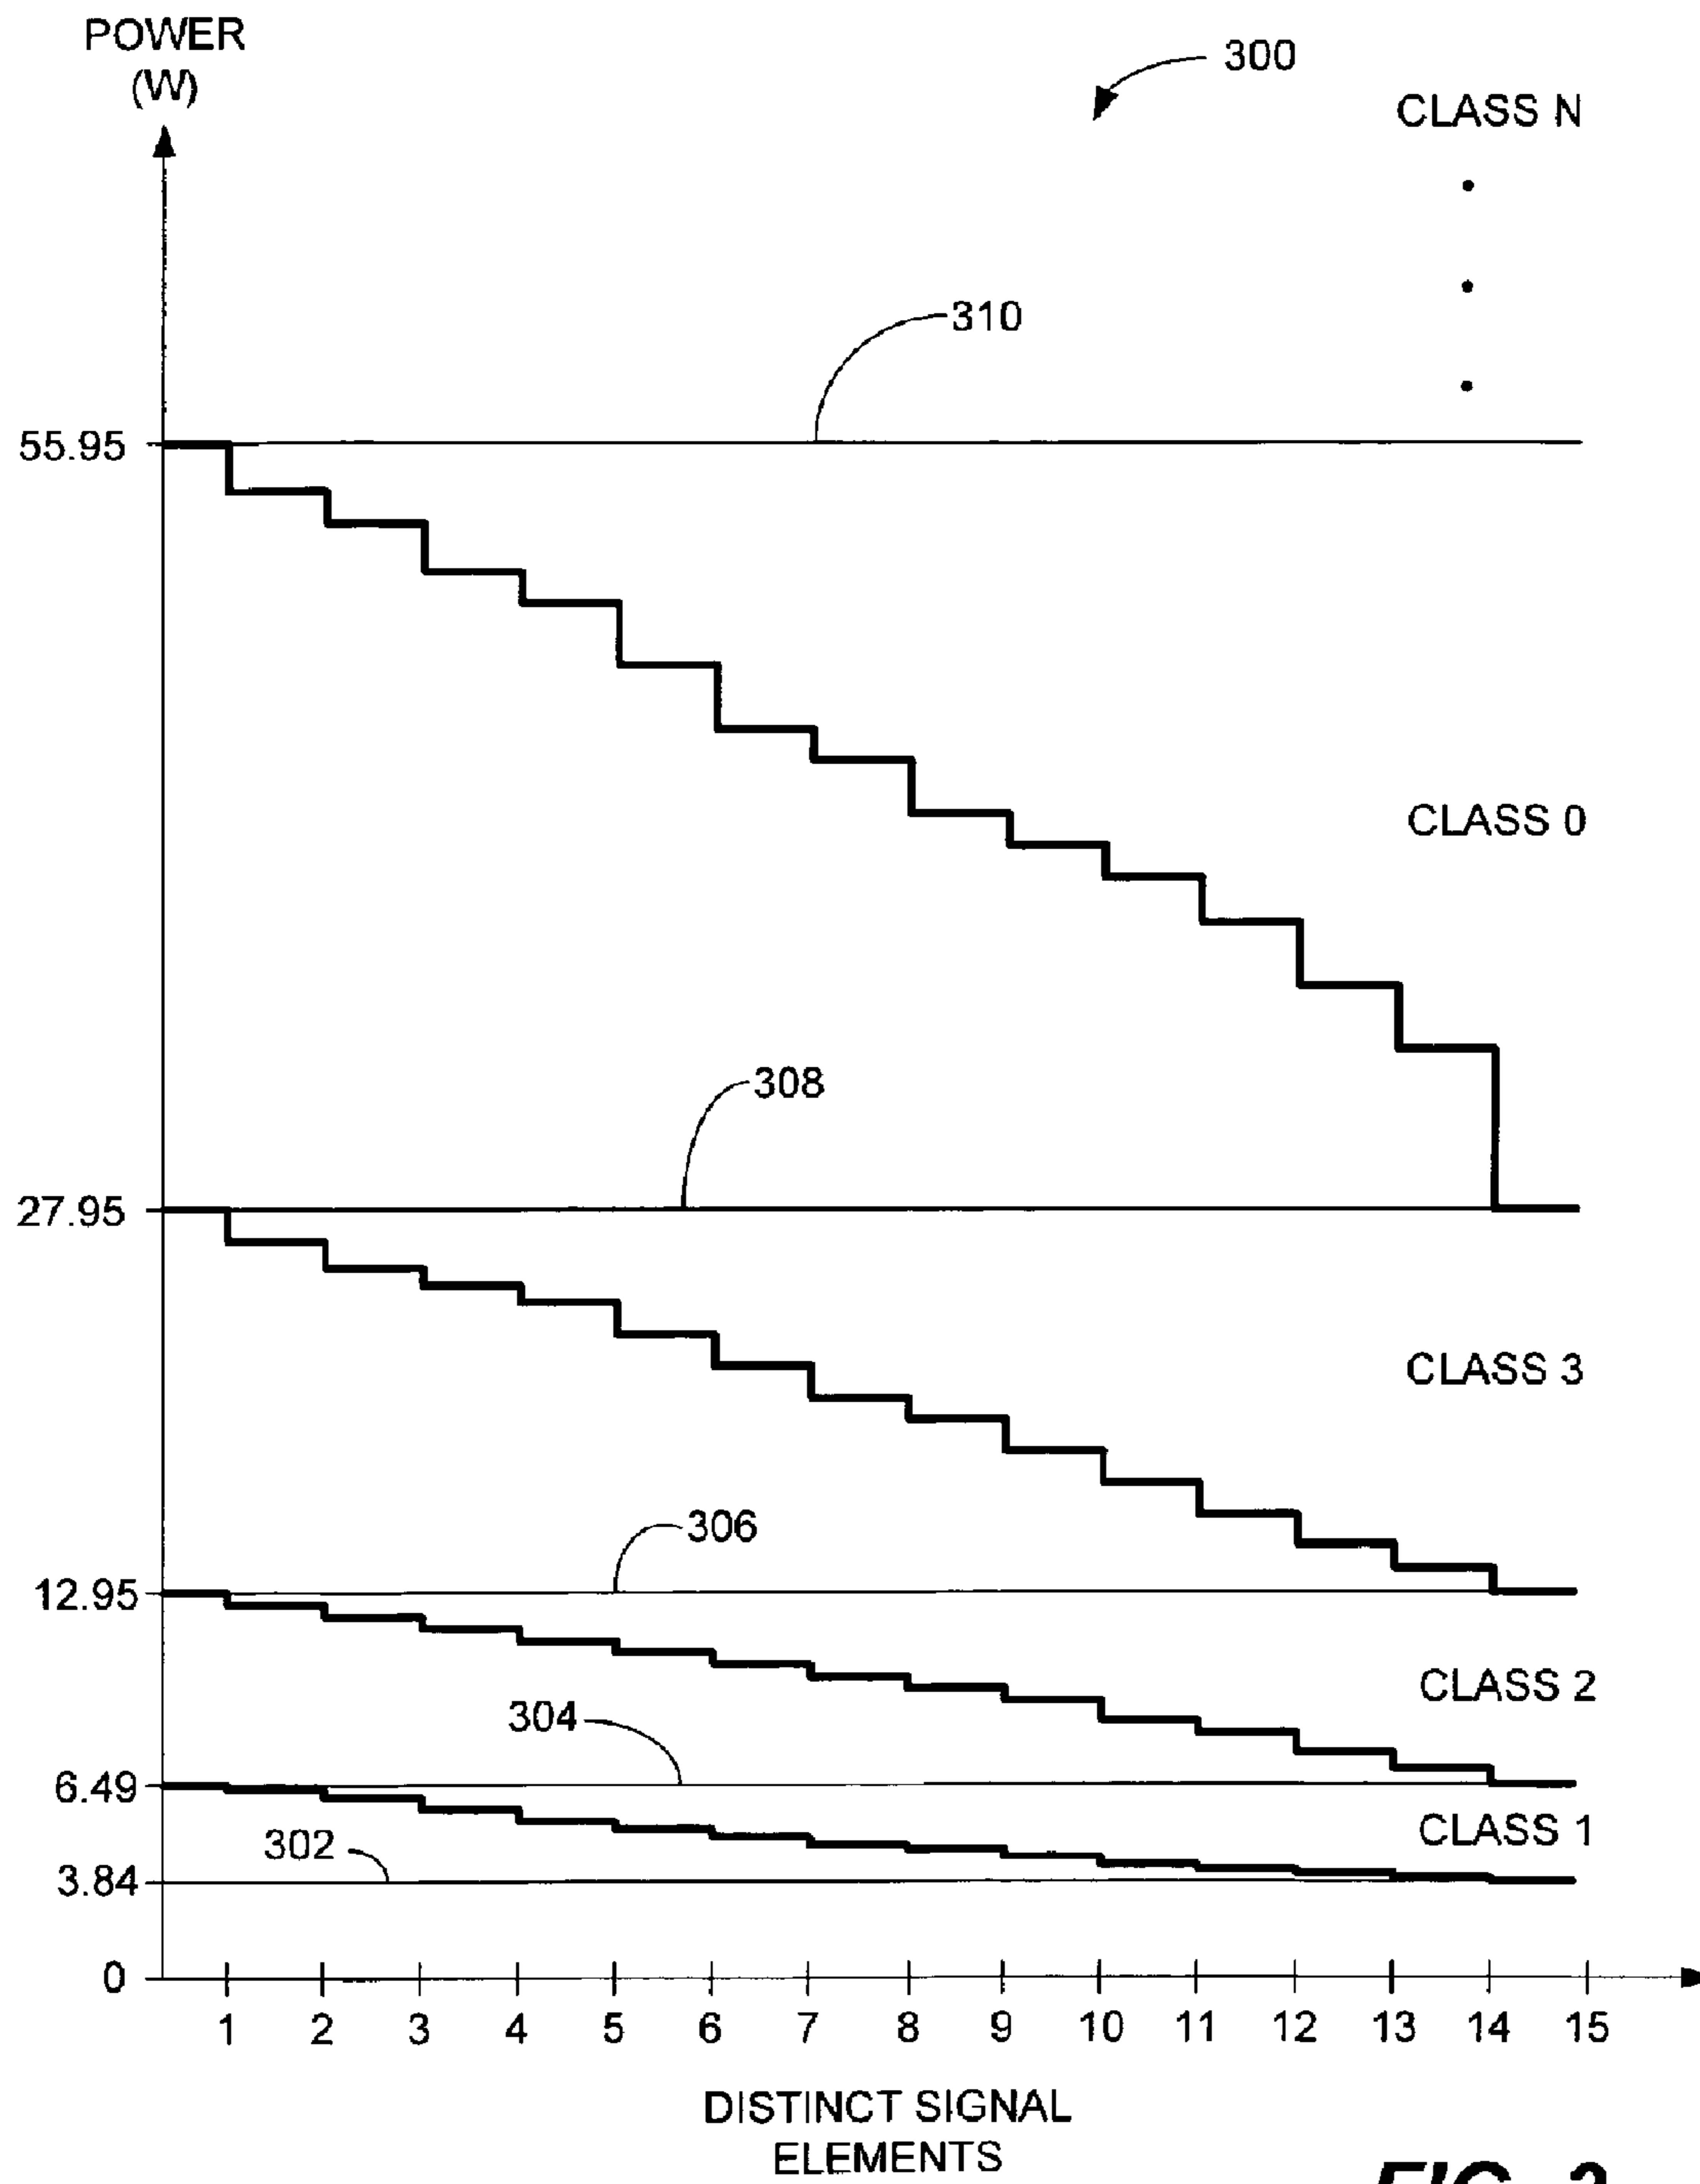 POWER
(W)
300
CLASS N
310
55.95
CLASS 0
308
27.95
CLASS 3
306
12.95
CLASS 2
304
6.49
CLASS 1
302
3.84
0
1 2 3 4 5 6 7 8 9 10 11 12 13 14 15
DISTINCT SIGNAL
ELEMENTS
FIG. 3